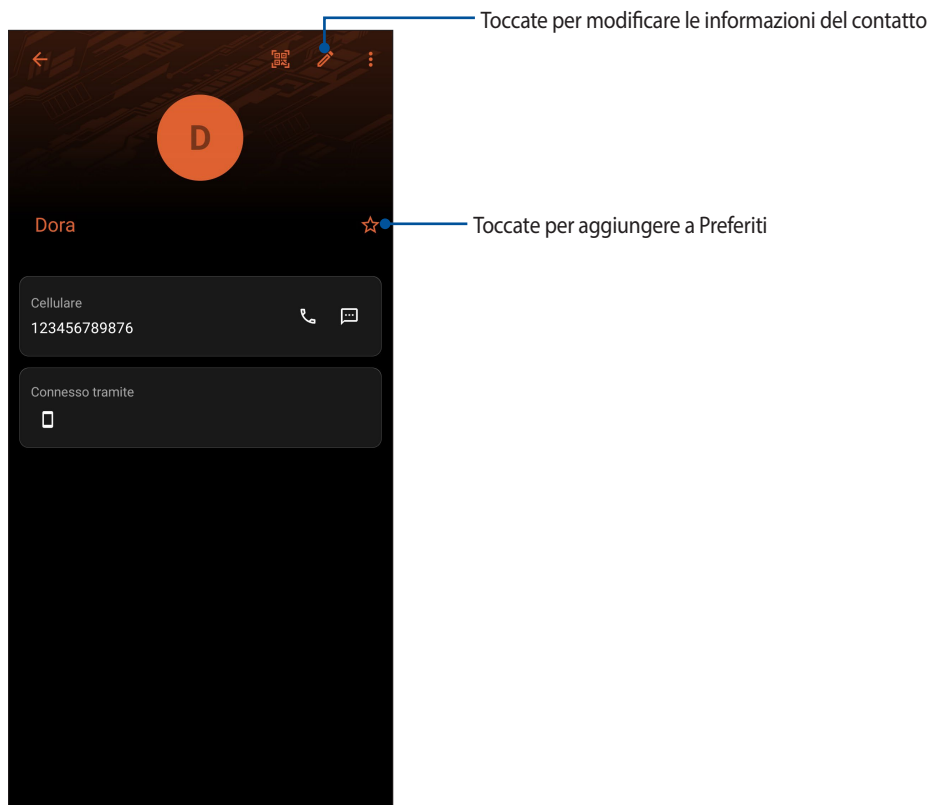 Toccate per modificare le informazioni del contatto
D
Dora
Toccate per aggiungere a Preferiti
Cellulare
123456789876
Connesso tramite